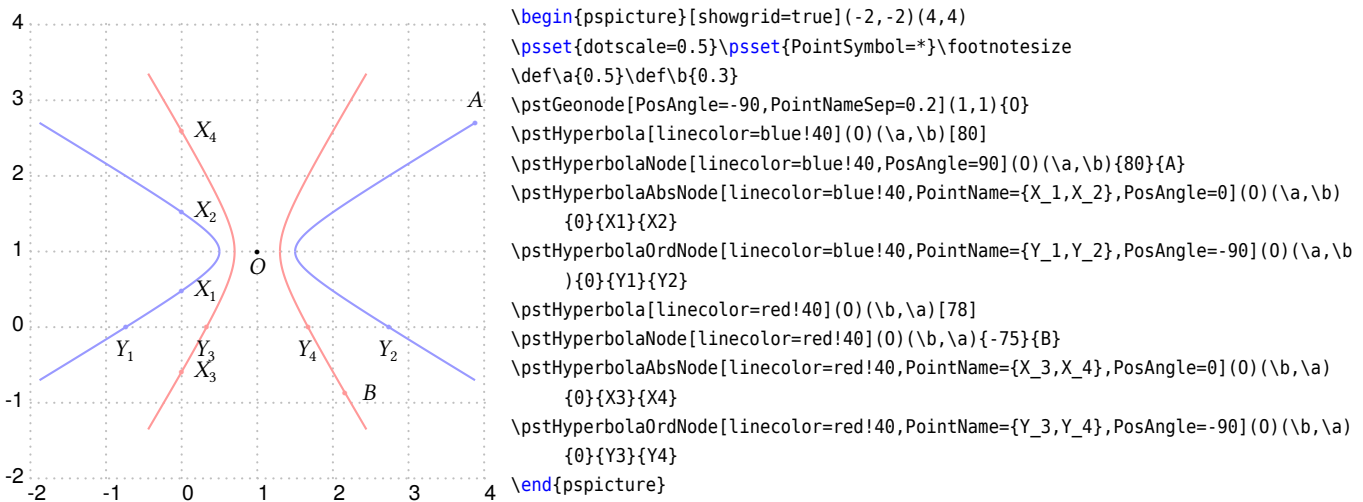 4
3
2
1
0
-1
-2
-2 -1 0 1 2 3 4
A
X₄
X₂
O
X₁
Y₁ Y₃ Y₄ Y₂
X₃
B
\begin{pspicture}[showgrid=true](-2,-2)(4,4)
\psset{dotscale=0.5}\psset{PointSymbol=*}\footnotesize
\def\a{0.5}\def\b{0.3}
\pstGeonode[PosAngle=-90,PointNameSep=0.2](1,1){O}
\pstHyperbola[linecolor=blue!40](O)(\a,\b)[80]
\pstHyperbolaNode[linecolor=blue!40,PosAngle=90](O)(\a,\b){80}{A}
\pstHyperbolaAbsNode[linecolor=blue!40,PointName={X_1,X_2},PosAngle=0](O)(\a,\b)
{0}{X1}{X2}
\pstHyperbolaOrdNode[linecolor=blue!40,PointName={Y_1,Y_2},PosAngle=-90](O)(\a,\b
){0}{Y1}{Y2}
\pstHyperbola[linecolor=red!40](O)(\b,\a)[78]
\pstHyperbolaNode[linecolor=red!40](O)(\b,\a){-75}{B}
\pstHyperbolaAbsNode[linecolor=red!40,PointName={X_3,X_4},PosAngle=0](O)(\b,\a)
{0}{X3}{X4}
\pstHyperbolaOrdNode[linecolor=red!40,PointName={Y_3,Y_4},PosAngle=-90](O)(\b,\a)
{0}{Y3}{Y4}
\end{pspicture}